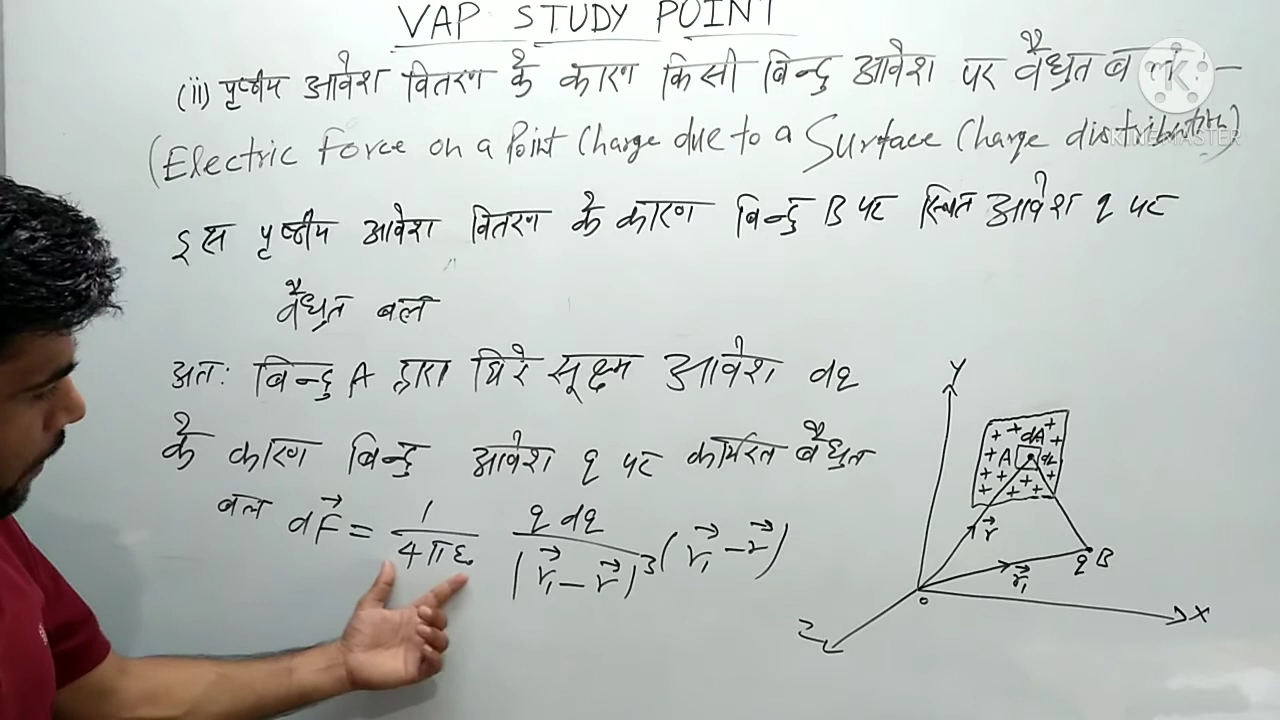 VAP STUDY POINT
(ii) पृष्ठीय आवेश वितरण के कारण किसी बिन्दु आवेश पर वैधुत बल :–
(Electric Force on a Point Charge due to a Surface Charge distribution)
इस पृष्ठीय आवेश वितरण के कारण बिन्दु B पर स्थित आवेश q पर
वैधुत बल
अत: बिन्दु A द्वारा घिरे सूक्ष्म आवेश dq
के कारण बिन्दु आवेश q पर कार्यरत वैधुत
बल dF⃗ = 1/4πε₀ q dq/|r⃗₁ – r⃗|³ (r⃗₁ – r⃗)
Y
dA
A dq
r⃗
q B
r⃗₁
o
X
Z
K
KINEMASTER